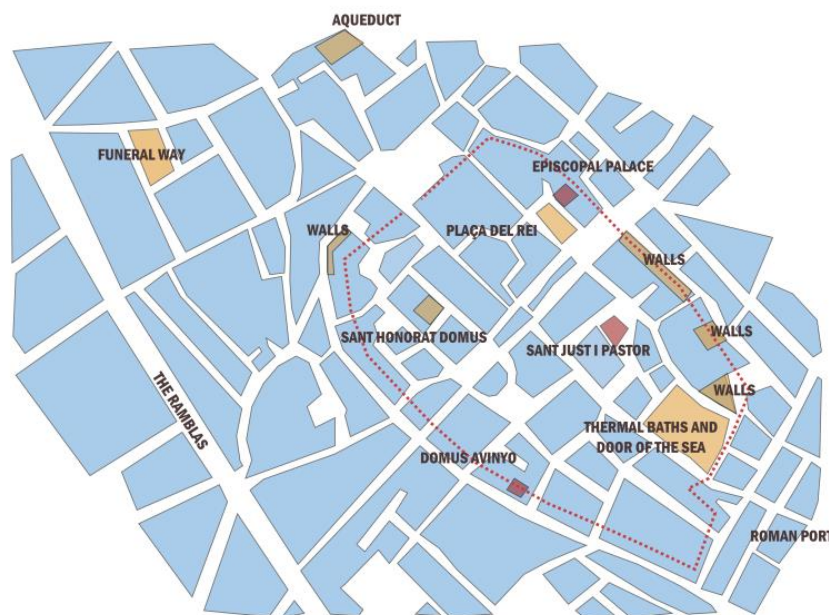 AQUEDUCT
FUNERAL WAY
EPISCOPAL PALACE
PLAÇA DEL REI
WALLS
WALLS
SANT HONORAT DOMUS
SANT JUST I PASTOR
WALLS
WALLS
THE RAMBLAS
THERMAL BATHS AND
DOOR OF THE SEA
DOMUS AVINYO
ROMAN PORT